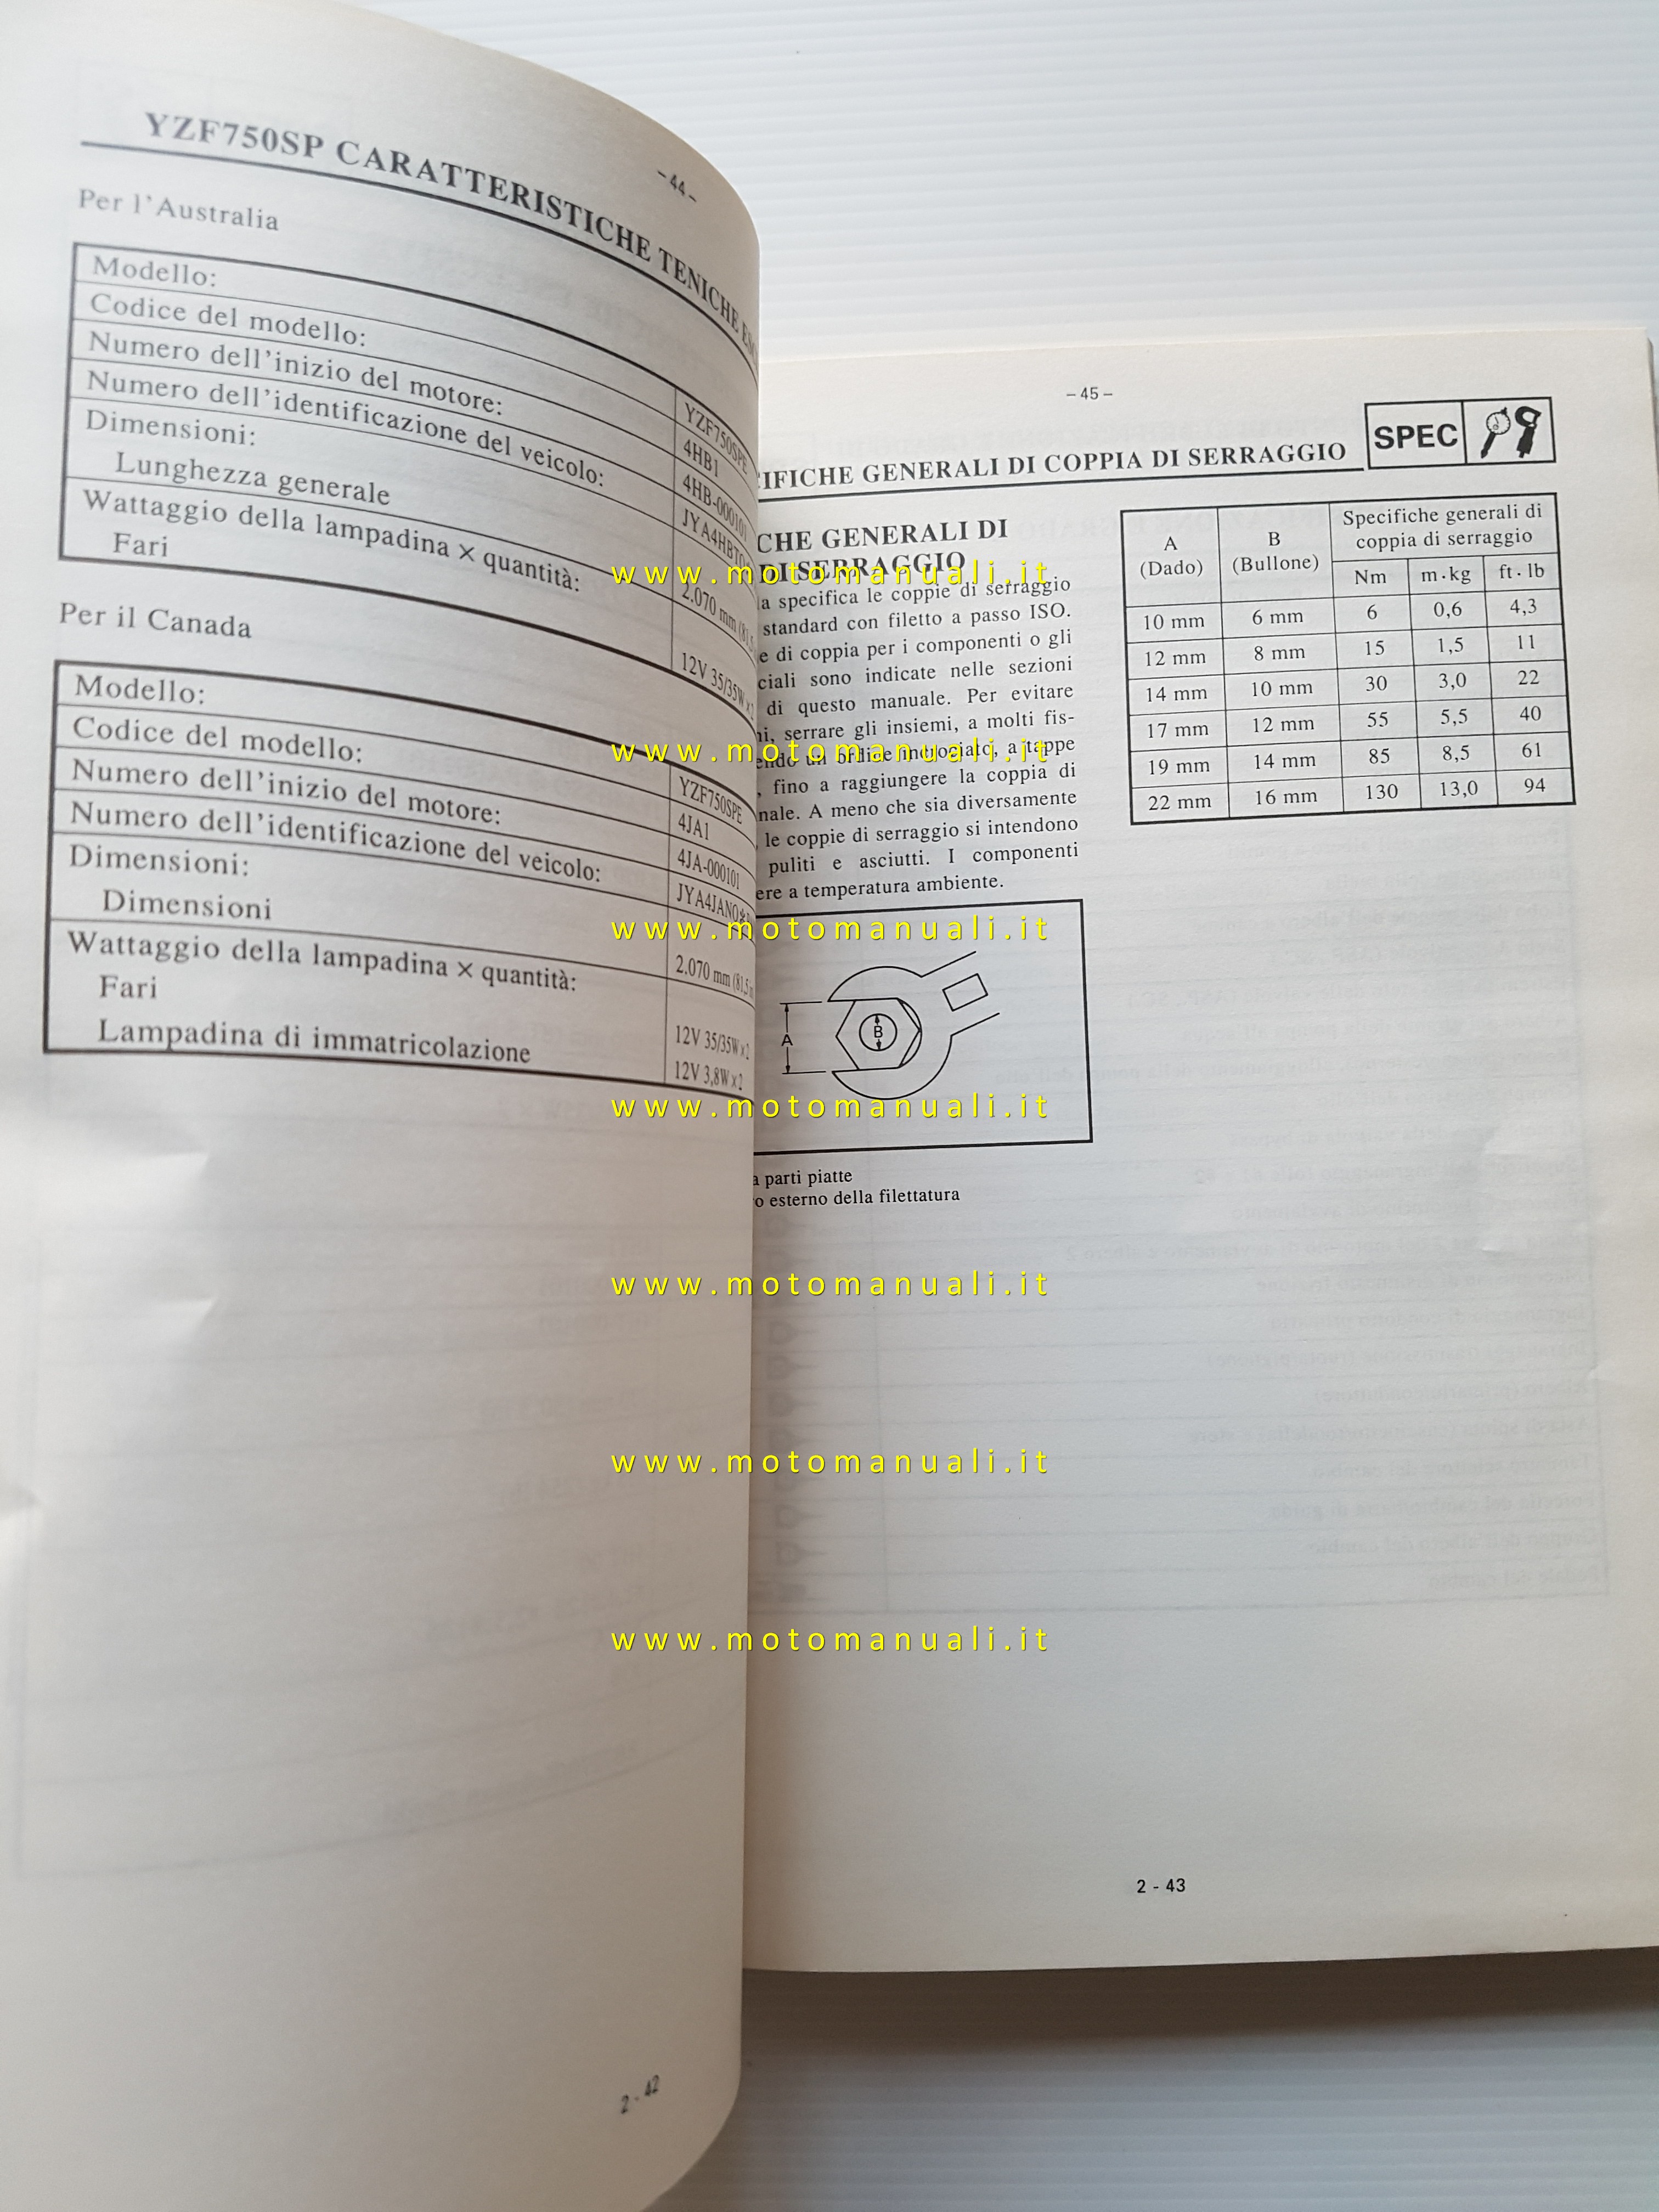 – 44 –
YZF750SP CARATTERISTICHE TENICHE
Per l'Australia
Modello: YZF750SPE
Codice del modello: 4HB1
Numero dell'inizio del motore: 4HB-000101
Numero dell'identificazione del veicolo:
Dimensioni:
Lunghezza generale 2.070 mm
Wattaggio della lampadina × quantità:
Fari 12V 35/35W x 2
Per il Canada
Modello: YZF750SPE
Codice del modello: 4JA1
Numero dell'inizio del motore: 4JA-000101
Numero dell'identificazione del veicolo:
Dimensioni:
Dimensioni 2.070 mm
Wattaggio della lampadina × quantità:
Fari 12V 35/35W x 2
Lampadina di immatricolazione 12V 3,8W x 2
2 - 42
– 45 –
GENERALI DI COPPIA DI SERRAGGIO
SPEC
GENERALI DI
DI SERRAGGIO
specifica le coppie di serraggio
standard con filetto a passo ISO.
di coppia per i componenti o gli
sono indicate nelle sezioni
di questo manuale. Per evitare
serrare gli insiemi, a molti fis-
un ordine incrociato, a tappe
fino a raggiungere la coppia di
A meno che sia diversamente
le coppie di serraggio si intendono
puliti e asciutti. I componenti
a temperatura ambiente.
A
B
parti piatte
esterno della filettatura
A (Dado) B (Bullone) Specifiche generali di coppia di serraggio
Nm m·kg ft·lb
10 mm 6 mm 6 0,6 4,3
12 mm 8 mm 15 1,5 11
14 mm 10 mm 30 3,0 22
17 mm 12 mm 55 5,5 40
19 mm 14 mm 85 8,5 61
22 mm 16 mm 130 13,0 94
2 - 43
www.motomanuali.it
www.motomanuali.it
www.motomanuali.it
www.motomanuali.it
www.motomanuali.it
www.motomanuali.it
www.motomanuali.it